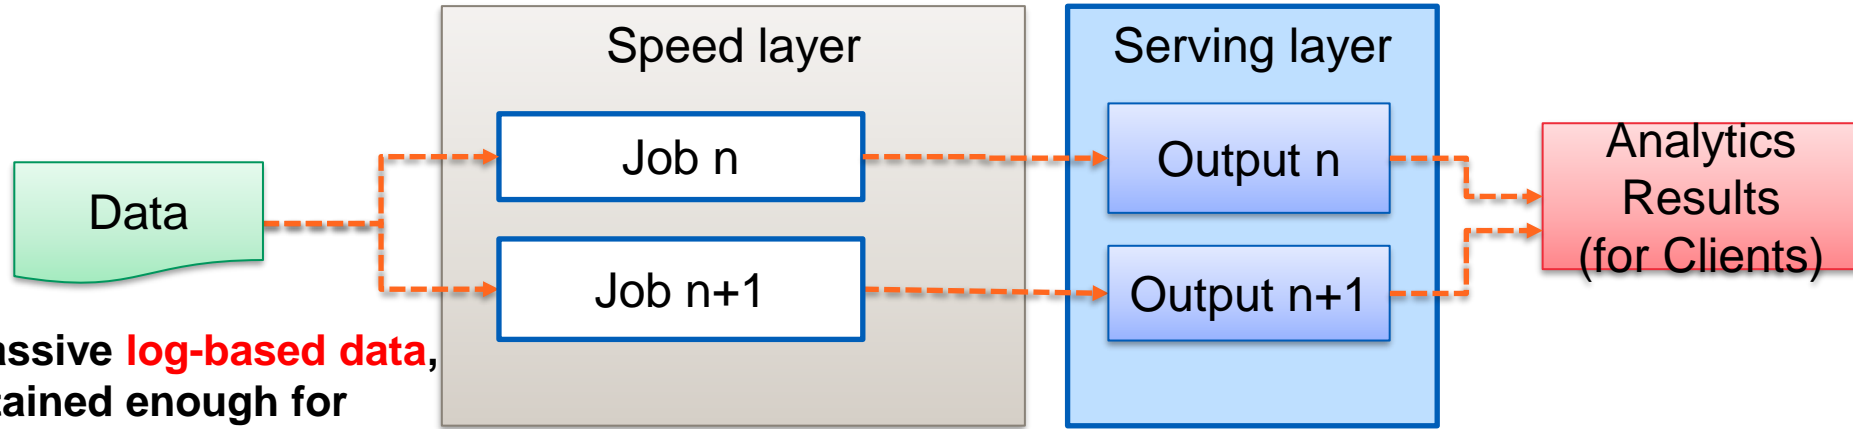 Speed layer
Serving layer
Data
Job n
Job n+1
Output n
Output n+1
Analytics
Results
(for Clients)
log-based data,
enough for